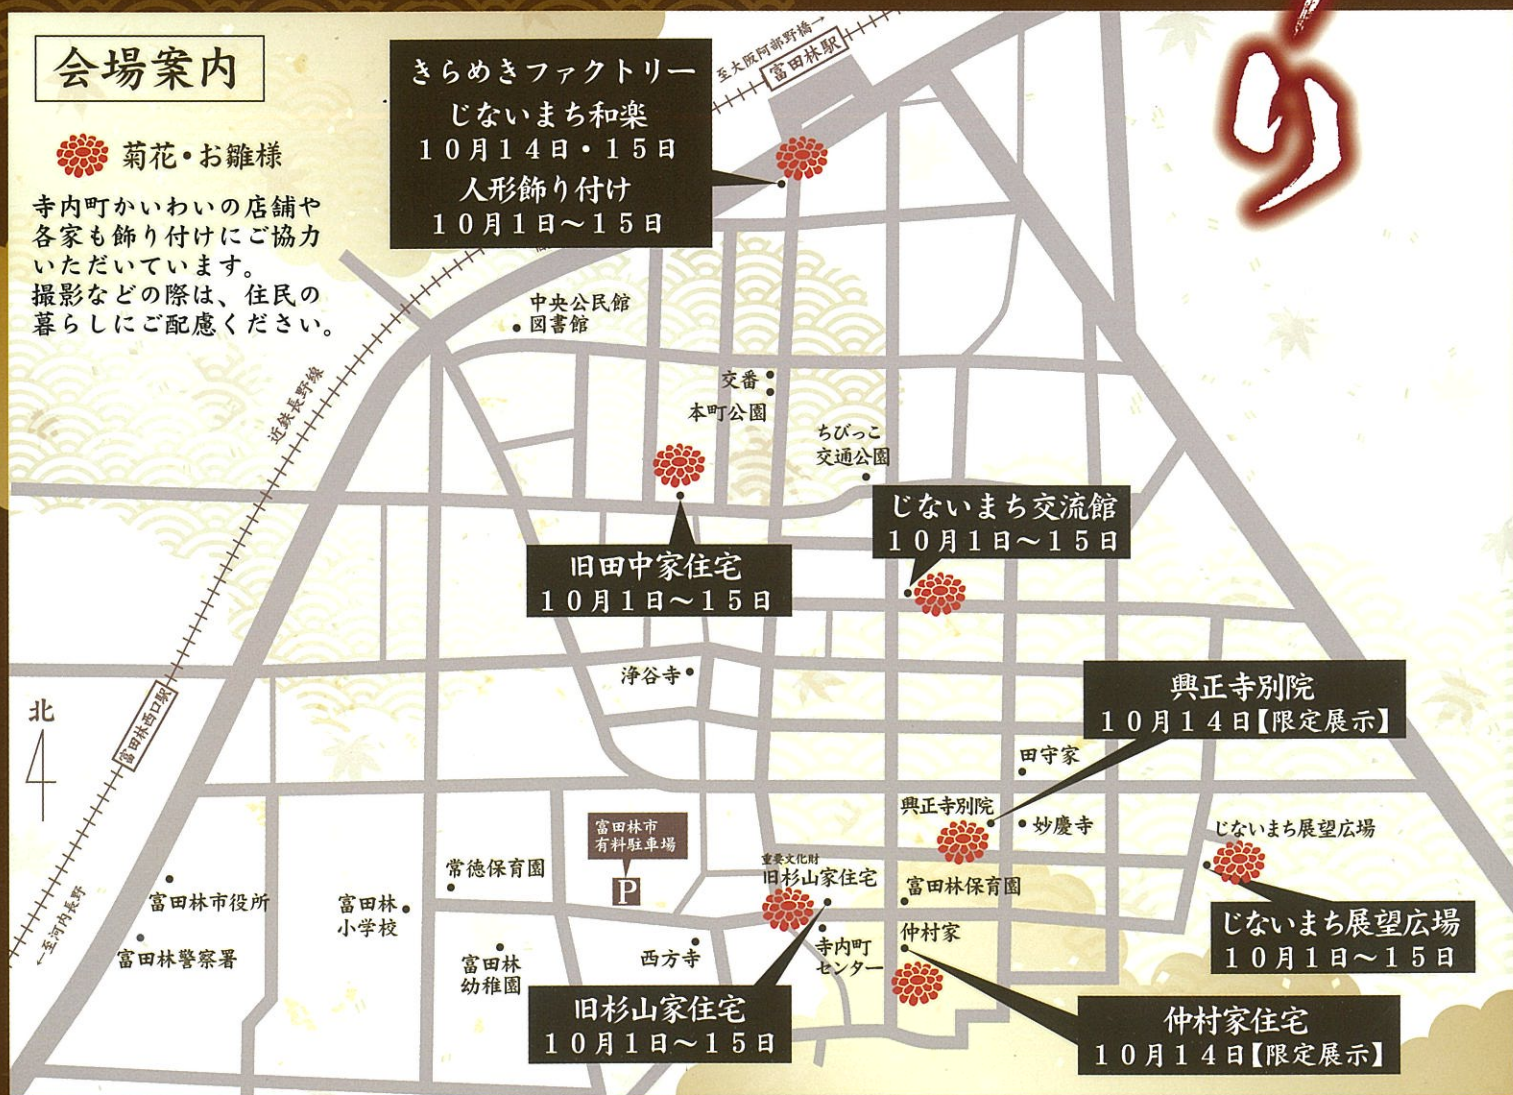 り
会場案内
菊花・お雛様
寺内町かいわいの店舗や
各家も飾り付けにご協力
いただいています。
撮影などの際は、住民の
暮らしにご配慮ください。
きらめきファクトリー
じないまち和楽
10月14日・15日
人形飾り付け
10月1日～15日
至大阪阿部野橋→
富田林駅
中央公民館
図書館
近鉄長野線
交番
本町公園
ちびっこ
交通公園
じないまち交流館
10月1日～15日
旧田中家住宅
10月1日～15日
浄谷寺
興正寺別院
10月14日【限定展示】
北
富田林西口駅
田守家
興正寺別院
妙慶寺
じないまち展望広場
富田林市
有料駐車場
P
重要文化財
旧杉山家住宅
常徳保育園
富田林保育園
富田林市役所
富田林
小学校
じないまち展望広場
10月1日～15日
仲村家
寺内町
センター
西方寺
富田林警察署
←至河内長野
富田林
幼稚園
旧杉山家住宅
10月1日～15日
仲村家住宅
10月14日【限定展示】